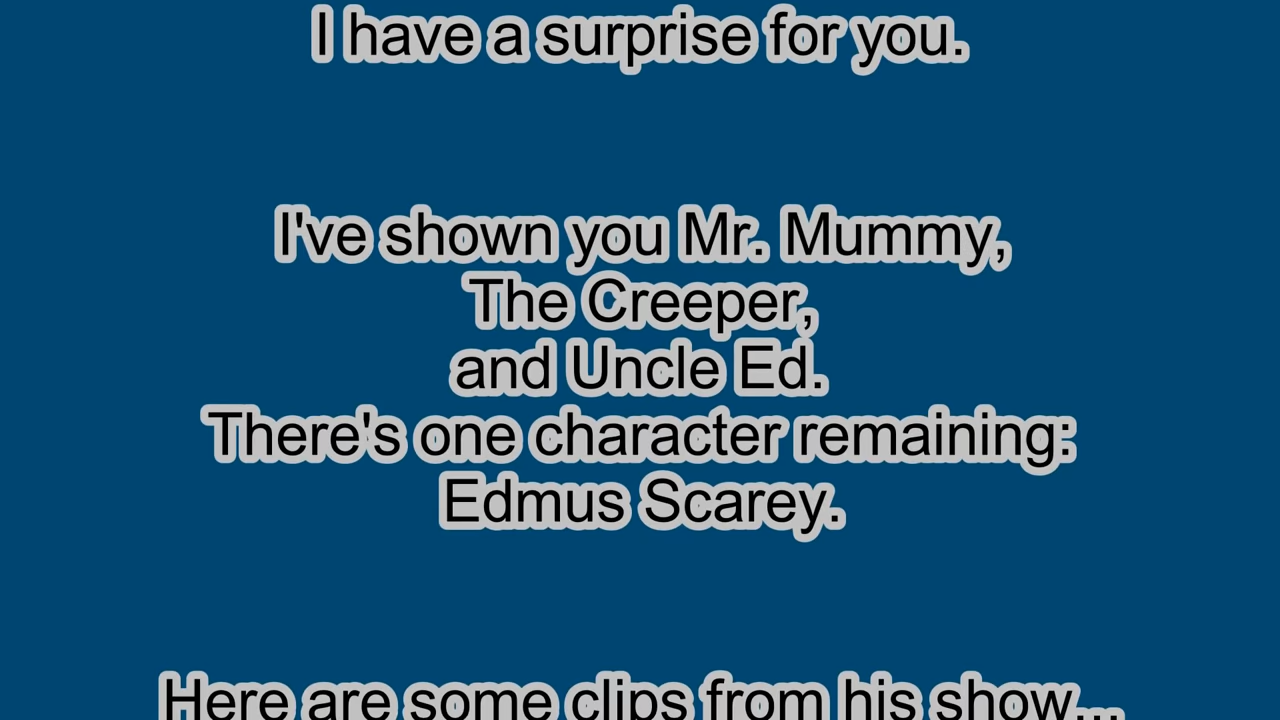 I have a surprise for you.
I've shown you Mr. Mummy,
The Creeper,
and Uncle Ed.
There's one character remaining:
Edmus Scarey.
Here are some clips from his show...